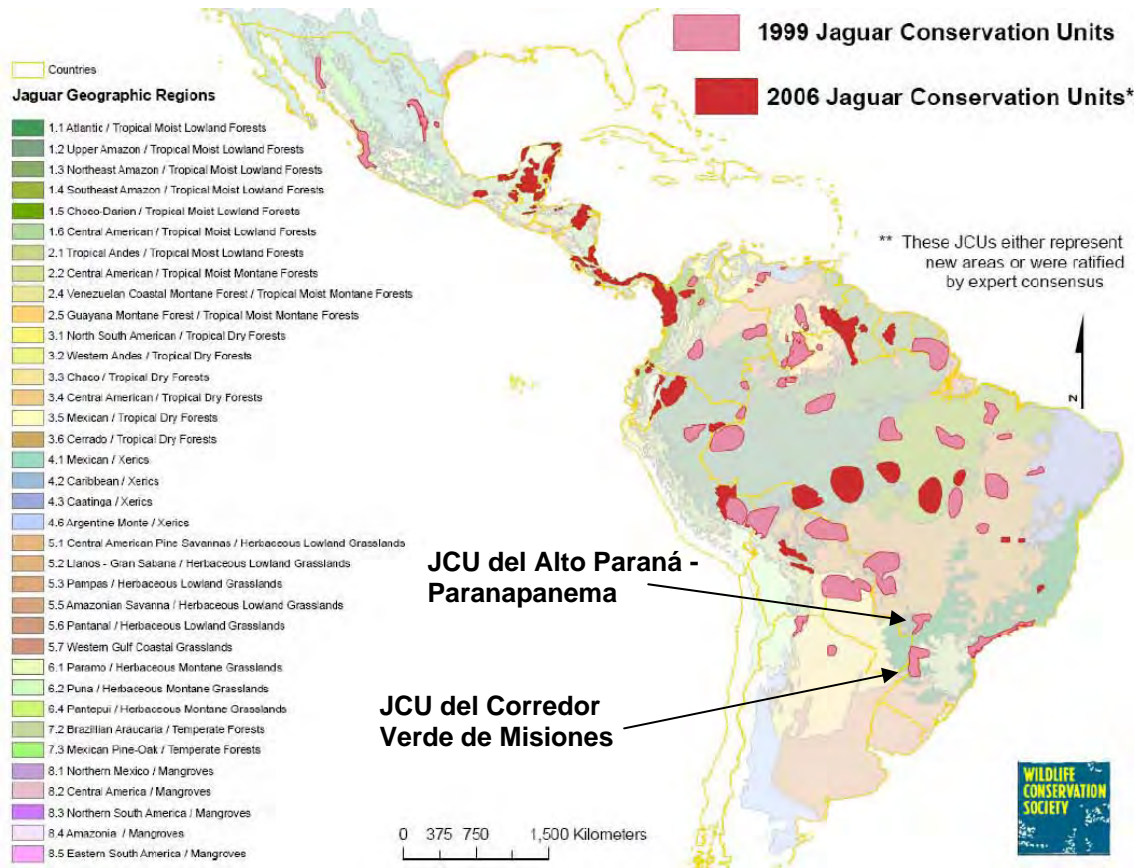 1999 Jaguar Conservation Units
2006 Jaguar Conservation Units*
Countries
Jaguar Geographic Regions
1.1 Atlantic / Tropical Moist Lowland Forests
1.2 Upper Amazon / Tropical Moist Lowland Forests
1.3 Northeast Amazon / Tropical Moist Lowland Forests
1.4 Southeast Amazon / Tropical Moist Lowland Forests
1.5 Choco-Darien / Tropical Moist Lowland Forests
1.6 Central American / Tropical Moist Lowland Forests
2.1 Tropical Andes / Tropical Moist Lowland Forests
2.2 Central American / Tropical Moist Montane Forests
2.4 Venezuelan Coastal Montane Forest / Tropical Moist Montane Forests
2.5 Guayana Montane Forest / Tropical Moist Montane Forests
3.1 North South American / Tropical Dry Forests
3.2 Western Andes / Tropical Dry Forests
3.3 Chaco / Tropical Dry Forests
3.4 Central American / Tropical Dry Forests
3.5 Mexican / Tropical Dry Forests
3.6 Cerrado / Tropical Dry Forests
4.1 Mexican / Xerics
4.2 Caribbean / Xerics
4.3 Caatinga / Xerics
4.6 Argentine Monte / Xerics
5.1 Central American Pine Savannas / Herbaceous Lowland Grasslands
5.2 Llanos - Gran Sabana / Herbaceous Lowland Grasslands
5.3 Pampas / Herbaceous Lowland Grasslands
5.5 Amazonian Savanna / Herbaceous Lowland Grasslands
5.6 Pantanal / Herbaceous Lowland Grasslands
5.7 Western Gulf Coastal Grasslands
6.1 Paramo / Herbaceous Montane Grasslands
6.2 Puna / Herbaceous Montane Grasslands
6.4 Pantepui / Herbaceous Montane Grasslands
7.2 Brazillian Araucaria / Temperate Forests
7.3 Mexican Pine-Oak / Temperate Forests
8.1 Northern Mexico / Mangroves
8.2 Central America / Mangroves
8.3 Northern South America / Mangroves
8.4 Amazonia / Mangroves
8.5 Eastern South America / Mangroves
** These JCUs either represent
new areas or were ratified
by expert consensus
N
JCU del Alto Paraná -
Paranapanema
JCU del Corredor
Verde de Misiones
0 375 750 1,500 Kilometers
WILDLIFE
CONSERVATION
SOCIETY